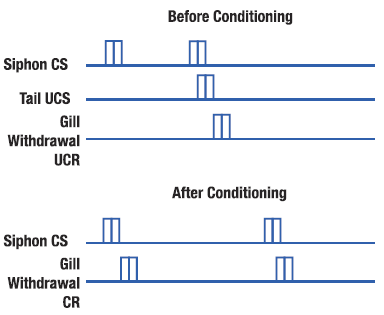 Before Conditioning
Siphon CS
Tail UCS
Gill
Withdrawal
UCR
After Conditioning
Siphon CS
Gill
Withdrawal
CR